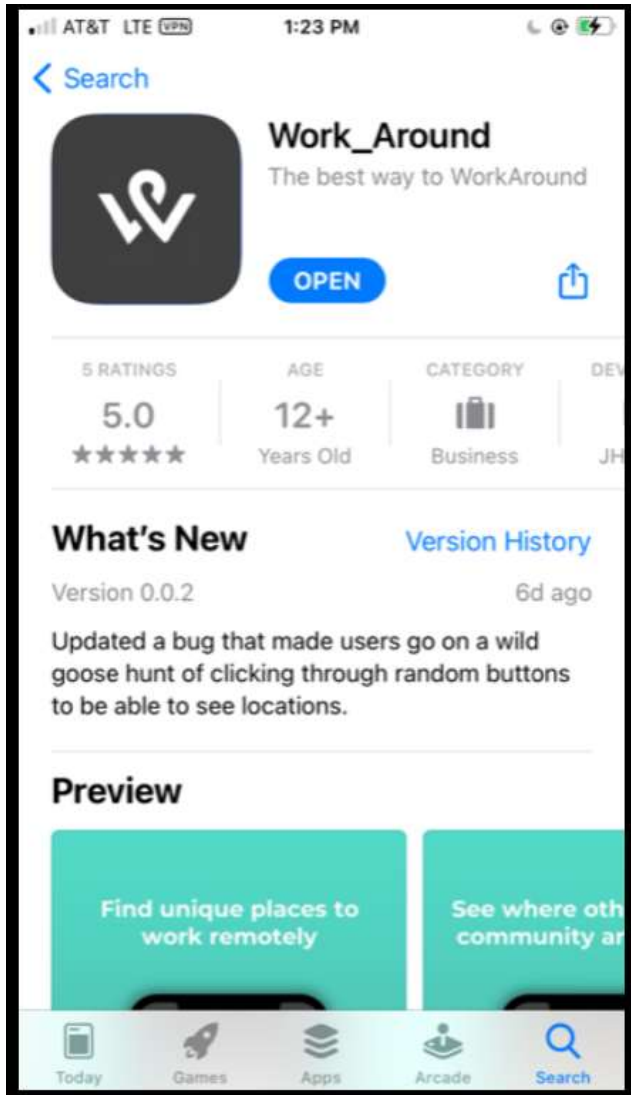 AT&T LTE VPN 1:23 PM
Search
Work_Around
The best way to WorkAround
OPEN
5 RATINGS AGE CATEGORY DEV
5.0 12+
Years Old Business JH
What's New Version History
Version 0.0.2 6d ago
Updated a bug that made users go on a wild
goose hunt of clicking through random buttons
to be able to see locations.
Preview
Find unique places to
work remotely
See where oth
community ar
Today Games Apps Arcade Search